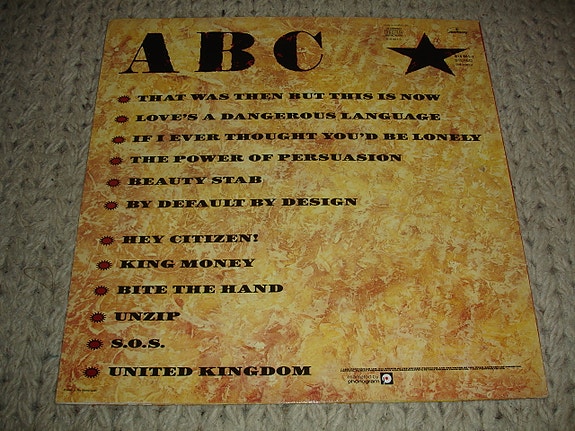 ABC
THAT WAS THEN BUT THIS IS NOW
LOVE'S A DANGEROUS LANGUAGE
IF I EVER THOUGHT YOU'D BE LONELY
THE POWER OF PERSUASION
BEAUTY STAB
BY DEFAULT BY DESIGN
HEY CITIZEN!
KING MONEY
BITE THE HAND
UNZIP
S.O.S.
UNITED KINGDOM
marketed by
phonogram